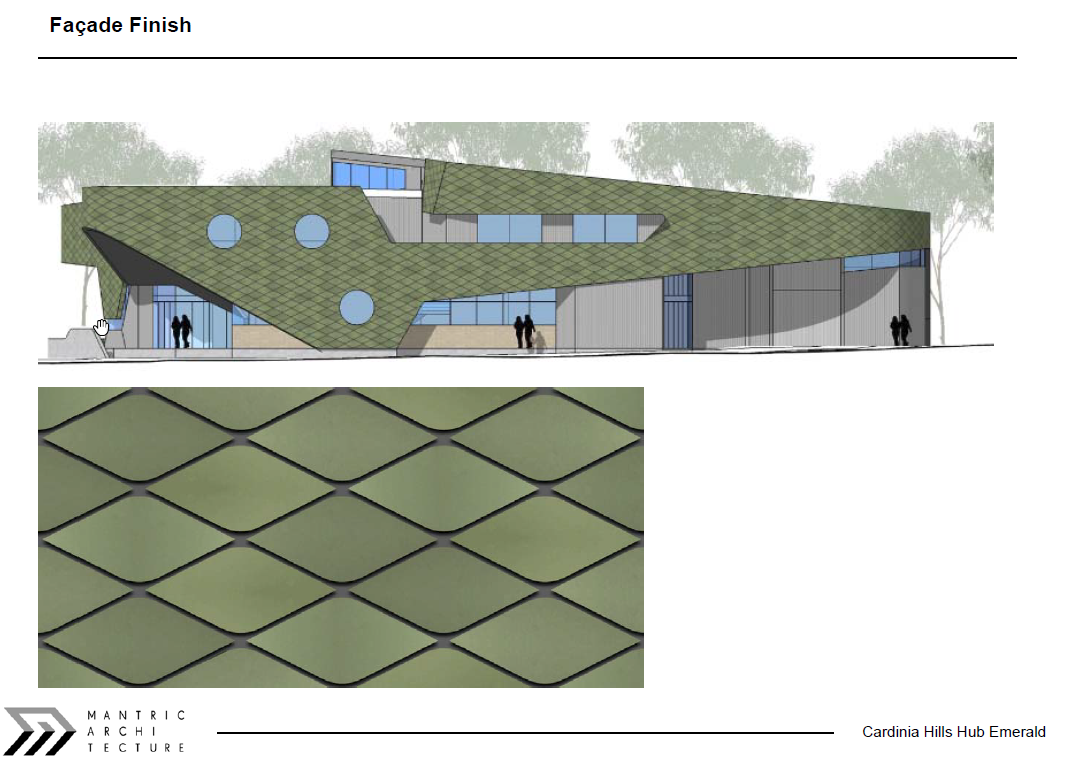 Façade Finish
MANTRIC
ARCHI
TECTURE
Cardinia Hills Hub Emerald